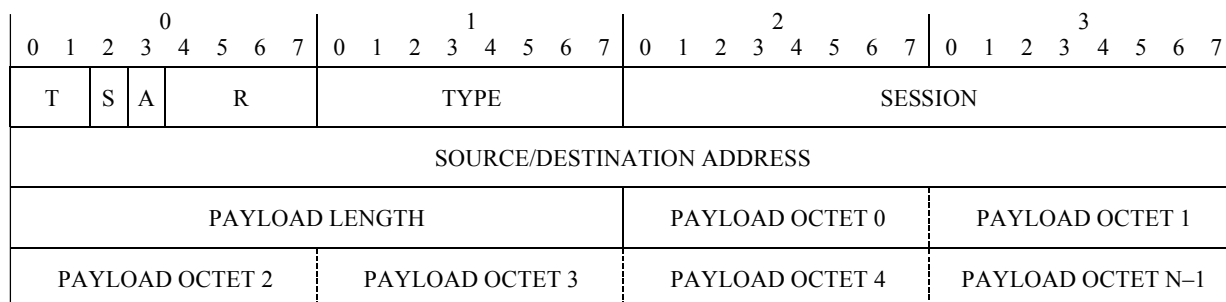 0 1 2 3
0 1 2 3 4 5 6 7 0 1 2 3 4 5 6 7 0 1 2 3 4 5 6 7 0 1 2 3 4 5 6 7
T S A R TYPE SESSION
SOURCE/DESTINATION ADDRESS
PAYLOAD LENGTH PAYLOAD OCTET 0 PAYLOAD OCTET 1
PAYLOAD OCTET 2 PAYLOAD OCTET 3 PAYLOAD OCTET 4 PAYLOAD OCTET N–1